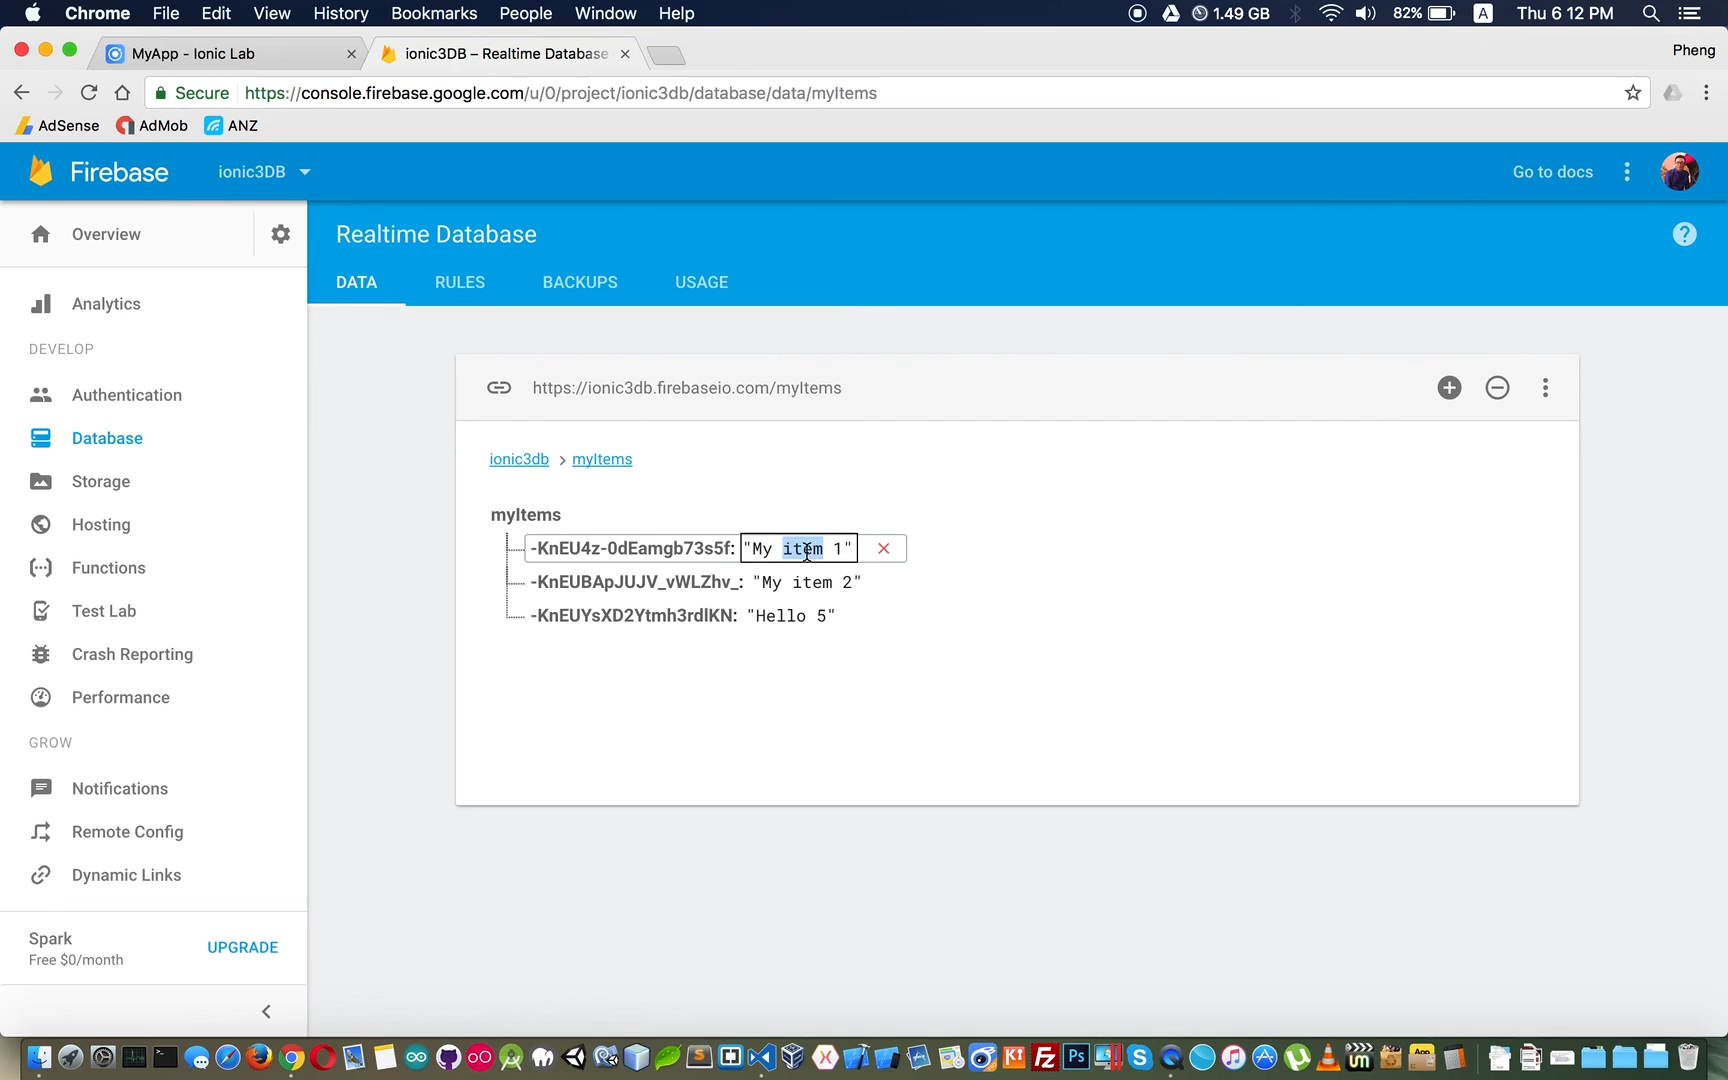 Chrome File Edit View History Bookmarks People Window Help 1.49 GB 82% A Thu 6 12 PM
MyApp - Ionic Lab ionic3DB – Realtime Database Pheng
Secure https://console.firebase.google.com/u/0/project/ionic3db/database/data/myItems
AdSense AdMob ANZ
Firebase ionic3DB Go to docs
Overview
Realtime Database ?
DATA RULES BACKUPS USAGE
Analytics
DEVELOP
Authentication
Database
Storage
Hosting
Functions
Test Lab
Crash Reporting
Performance
GROW
Notifications
Remote Config
Dynamic Links
Spark
Free $0/month
UPGRADE
https://ionic3db.firebaseio.com/myItems
ionic3db > myItems
myItems
-KnEU4z-0dEamgb73s5f: "My item 1"
-KnEUBApJUJV_vWLZhv_: "My item 2"
-KnEUYsXD2Ytmh3rdlKN: "Hello 5"